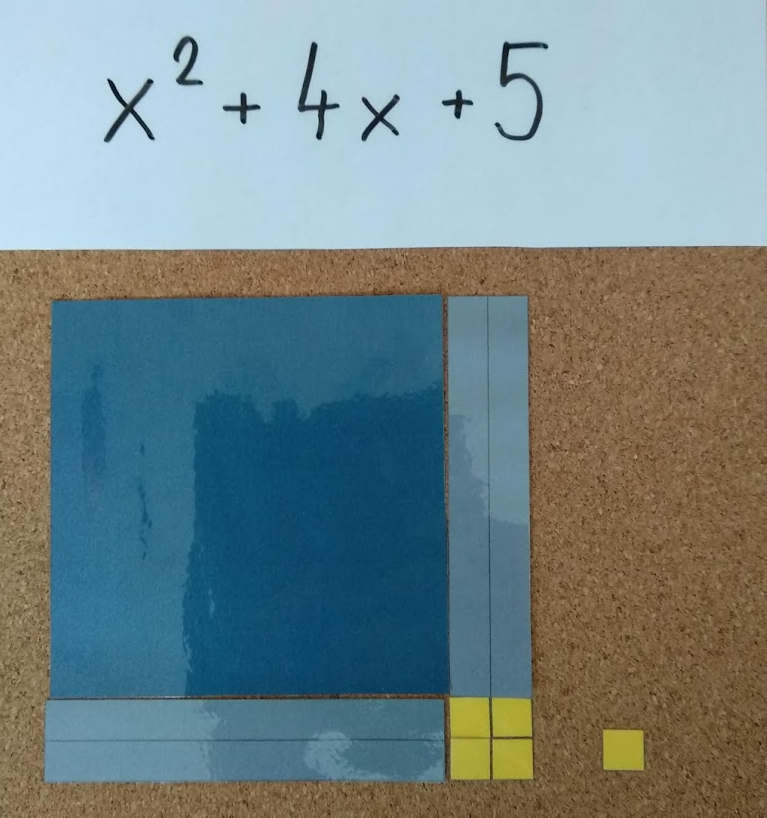 x² + 4x + 5